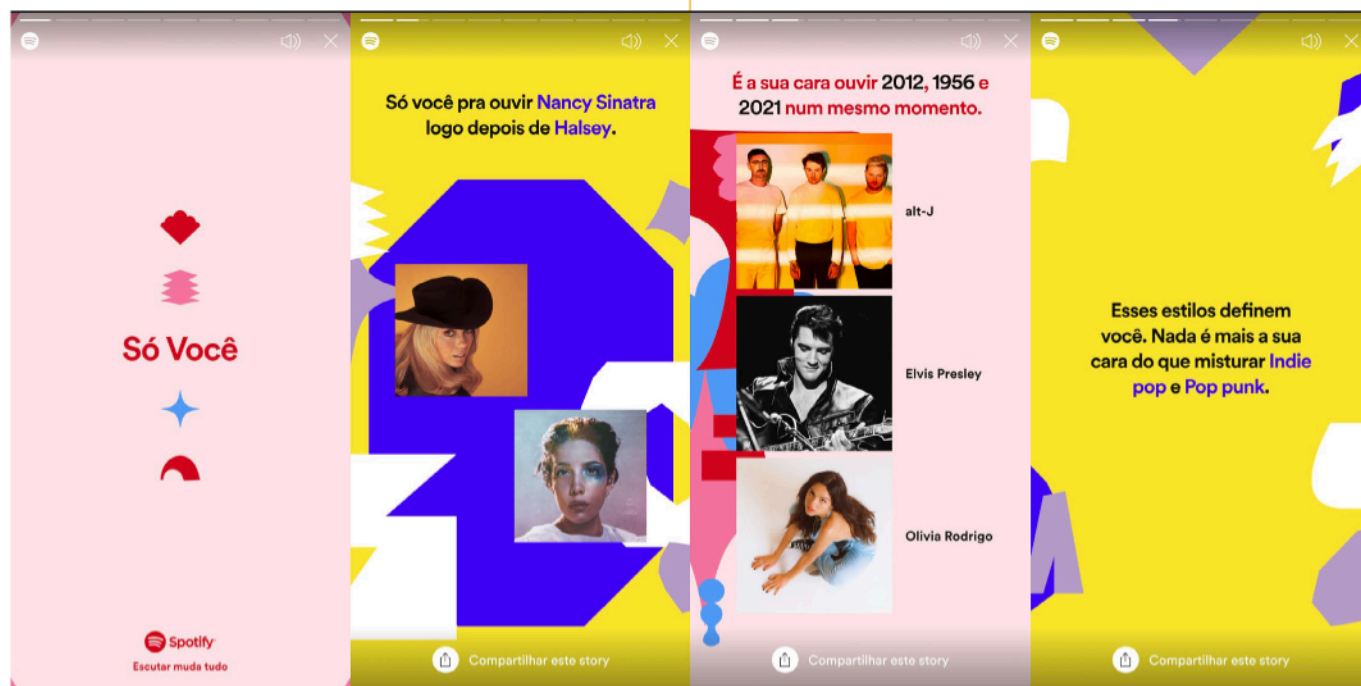 Só Você
Spotify
Escutar muda tudo
Só você pra ouvir Nancy Sinatra
logo depois de Halsey.
Compartilhar este story
É a sua cara ouvir 2012, 1956 e
2021 num mesmo momento.
alt-J
Elvis Presley
Olivia Rodrigo
Compartilhar este story
Esses estilos definem
você. Nada é mais a sua
cara do que misturar Indie
pop e Pop punk.
Compartilhar este story